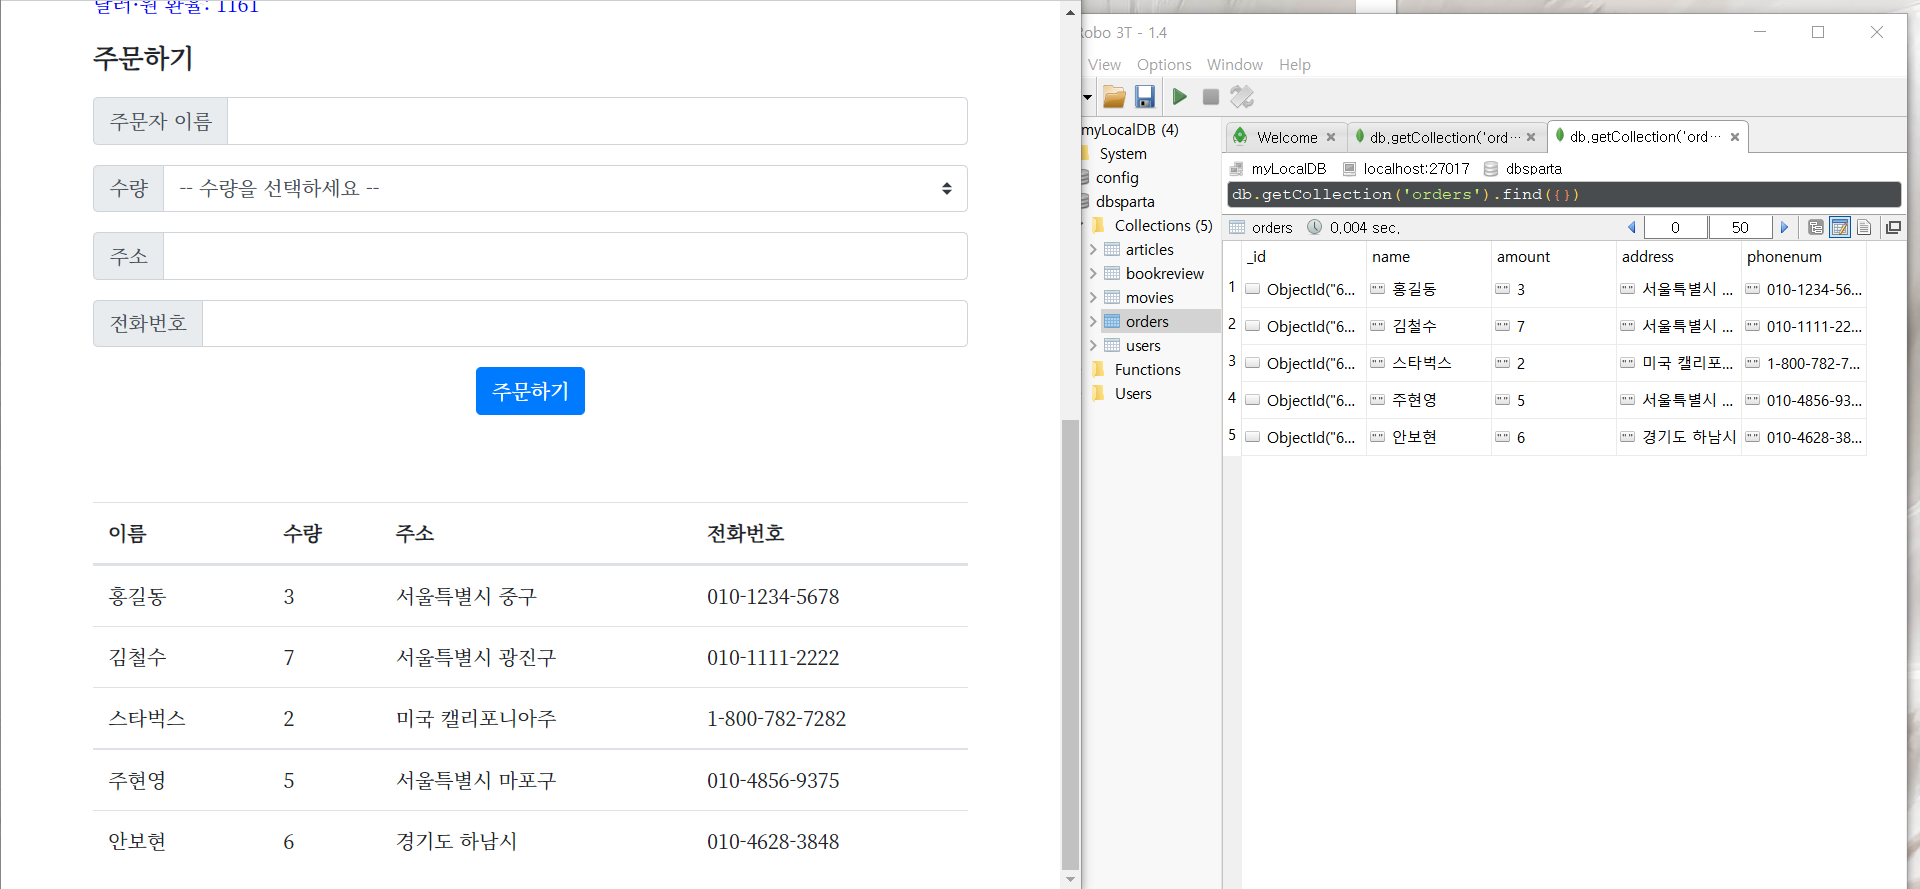 달러·원 환율: 1161
주문하기
주문자 이름
수량 -- 수량을 선택하세요 --
주소
전화번호
주문하기
이름 수량 주소 전화번호
홍길동 3 서울특별시 중구 010-1234-5678
김철수 7 서울특별시 광진구 010-1111-2222
스타벅스 2 미국 캘리포니아주 1-800-782-7282
주현영 5 서울특별시 마포구 010-4856-9375
안보현 6 경기도 하남시 010-4628-3848
Robo 3T - 1.4
View Options Window Help
myLocalDB (4)
System
config
dbsparta
Collections (5)
articles
bookreview
movies
orders
users
Functions
Users
Welcome db.getCollection('ord... db.getCollection('ord...
myLocalDB localhost:27017 dbsparta
db.getCollection('orders').find({})
orders 0.004 sec. 0 50
_id name amount address phonenum
1 ObjectId("6... "" 홍길동 "" 3 "" 서울특별시 ... "" 010-1234-56...
2 ObjectId("6... "" 김철수 "" 7 "" 서울특별시 ... "" 010-1111-22...
3 ObjectId("6... "" 스타벅스 "" 2 "" 미국 캘리포... "" 1-800-782-7...
4 ObjectId("6... "" 주현영 "" 5 "" 서울특별시 ... "" 010-4856-93...
5 ObjectId("6... "" 안보현 "" 6 "" 경기도 하남시 "" 010-4628-38...